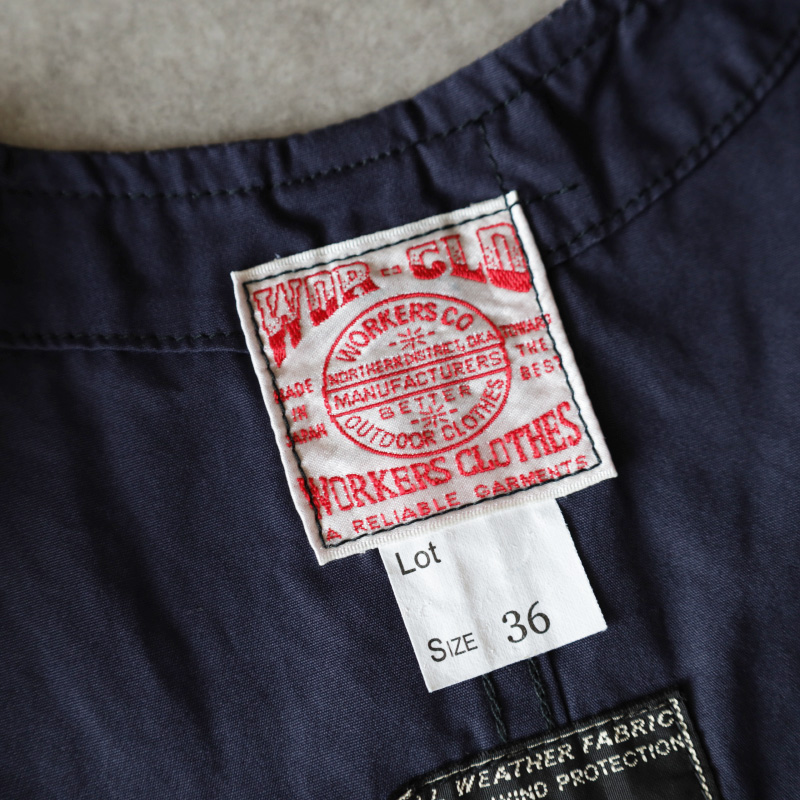 WOR-CLO
WORKERS CO
NORTHERN DISTRICT, OKA
MANUFACTURERS
BETTER
OUTDOOR CLOTHES
MADE
IN
JAPAN
THE
BEST
WORKERS CLOTHES
A RELIABLE GARMENTS
Lot
SIZE 36
WEATHER FABRIC
WIND PROTECTION